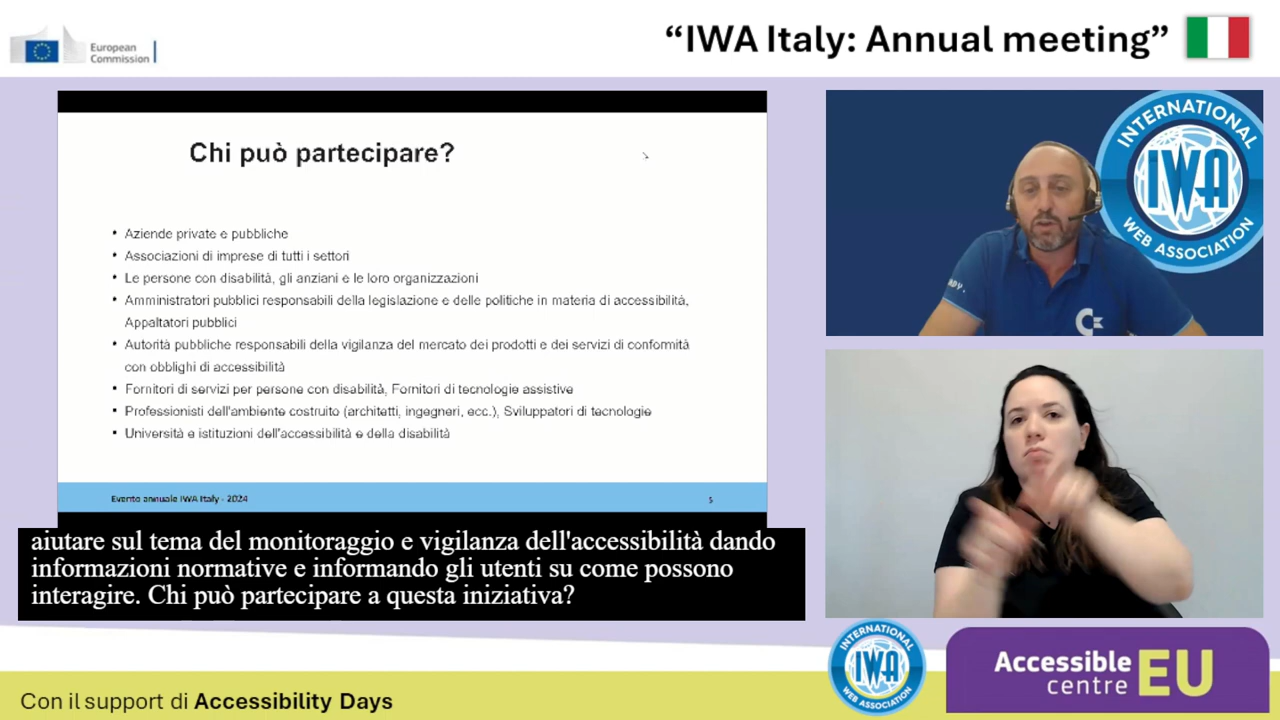 European
Commission
“IWA Italy: Annual meeting”
Chi può partecipare?
• Aziende private e pubbliche
• Associazioni di imprese di tutti i settori
• Le persone con disabilità, gli anziani e le loro organizzazioni
• Amministratori pubblici responsabili della legislazione e delle politiche in materia di accessibilità,
Appaltatori pubblici
• Autorità pubbliche responsabili della vigilanza del mercato dei prodotti e dei servizi di conformità
con obblighi di accessibilità
• Fornitori di servizi per persone con disabilità, Fornitori di tecnologie assistive
• Professionisti dell'ambiente costruito (architetti, ingegneri, ecc.), Sviluppatori di tecnologie
• Università e istituzioni dell'accessibilità e della disabilità
Evento annuale IWA Italy - 2024
5
INTERNATIONAL
IWA
WEB ASSOCIATION
aiutare sul tema del monitoraggio e vigilanza dell'accessibilità dando
informazioni normative e informando gli utenti su come possono
interagire. Chi può partecipare a questa iniziativa?
INTERNATIONAL
IWA
WEB ASSOCIATION
Accessible
centre
EU
Con il support di Accessibility Days